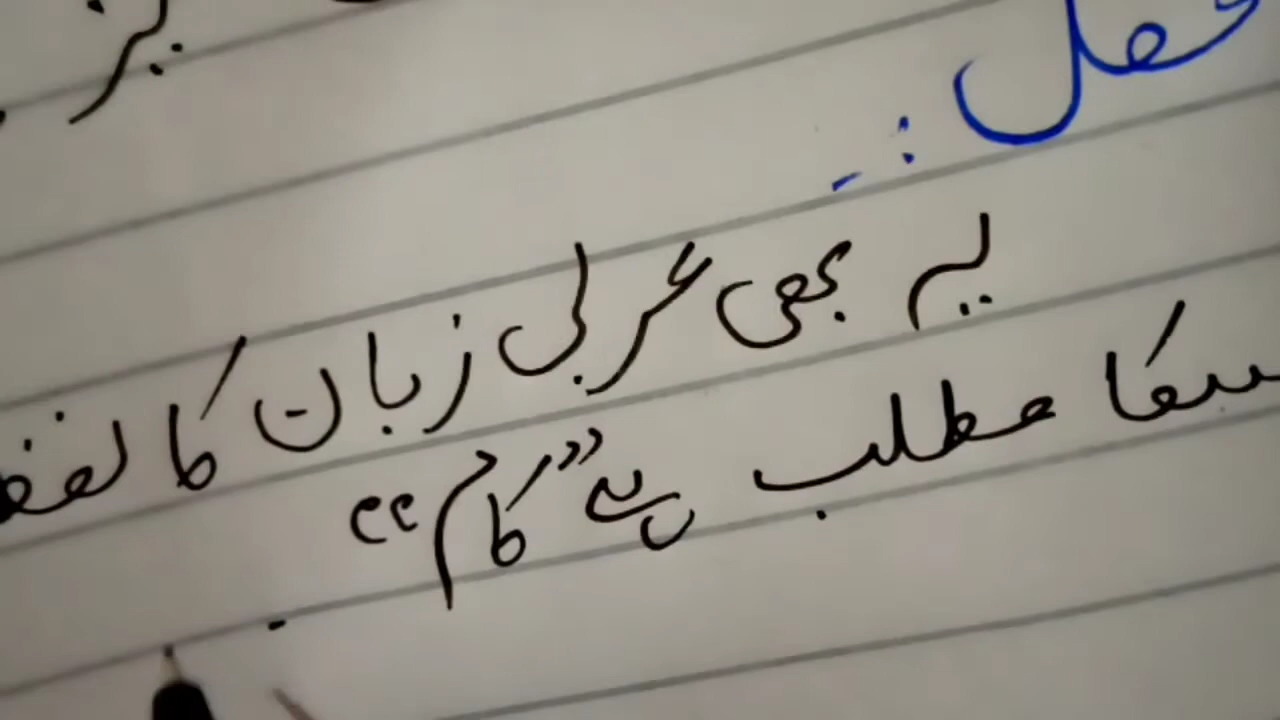 فعل :-
یہ بھی عربی زبان کا لفظ
مطلب ہے "کام"